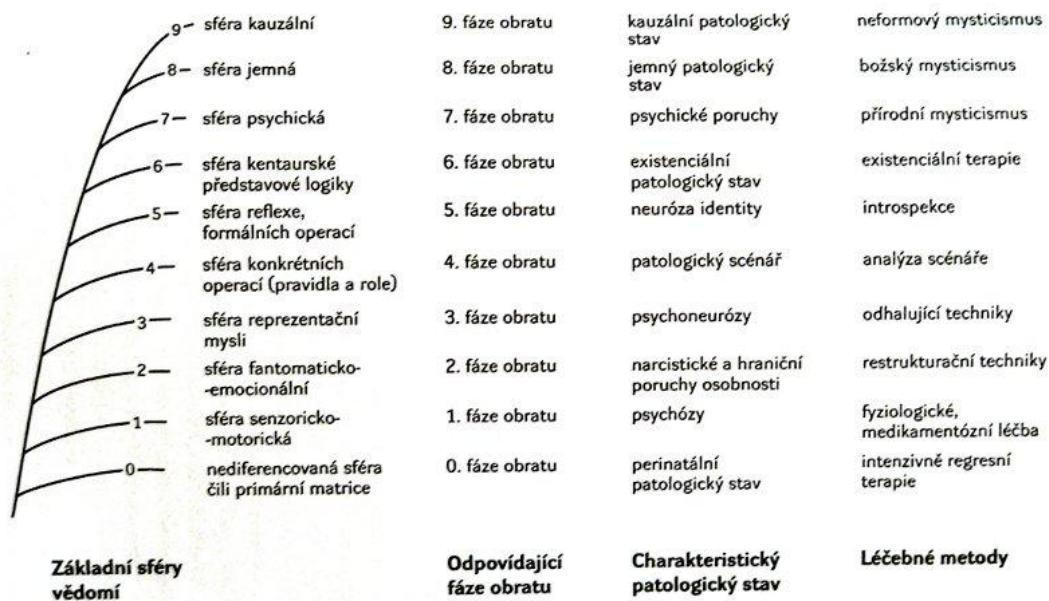 9 sféra kauzální 9. fáze obratu kauzální patologický neformový mysticismus
stav
8 sféra jemná 8. fáze obratu jemný patologický božský mysticismus
stav
7 sféra psychická 7. fáze obratu psychické poruchy přírodní mysticismus
6 sféra kentaurské 6. fáze obratu existenciální existenciální terapie
představové logiky patologický stav
5 sféra reflexe, 5. fáze obratu neuróza identity introspekce
formálních operací
4 sféra konkrétních 4. fáze obratu patologický scénář analýza scénáře
operací (pravidla a role)
3 sféra reprezentační 3. fáze obratu psychoneurózy odhalující techniky
mysli
2 sféra fantomaticko- 2. fáze obratu narcistické a hraniční restrukturační techniky
-emocionální poruchy osobnosti
1 sféra senzoricko- 1. fáze obratu psychózy fyziologické,
-motorická medikamentózní léčba
0 nediferencovaná sféra 0. fáze obratu perinatální intenzivně regresní
čili primární matrice patologický stav terapie
Základní sféry Odpovídající Charakteristický Léčebné metody
vědomí fáze obratu patologický stav